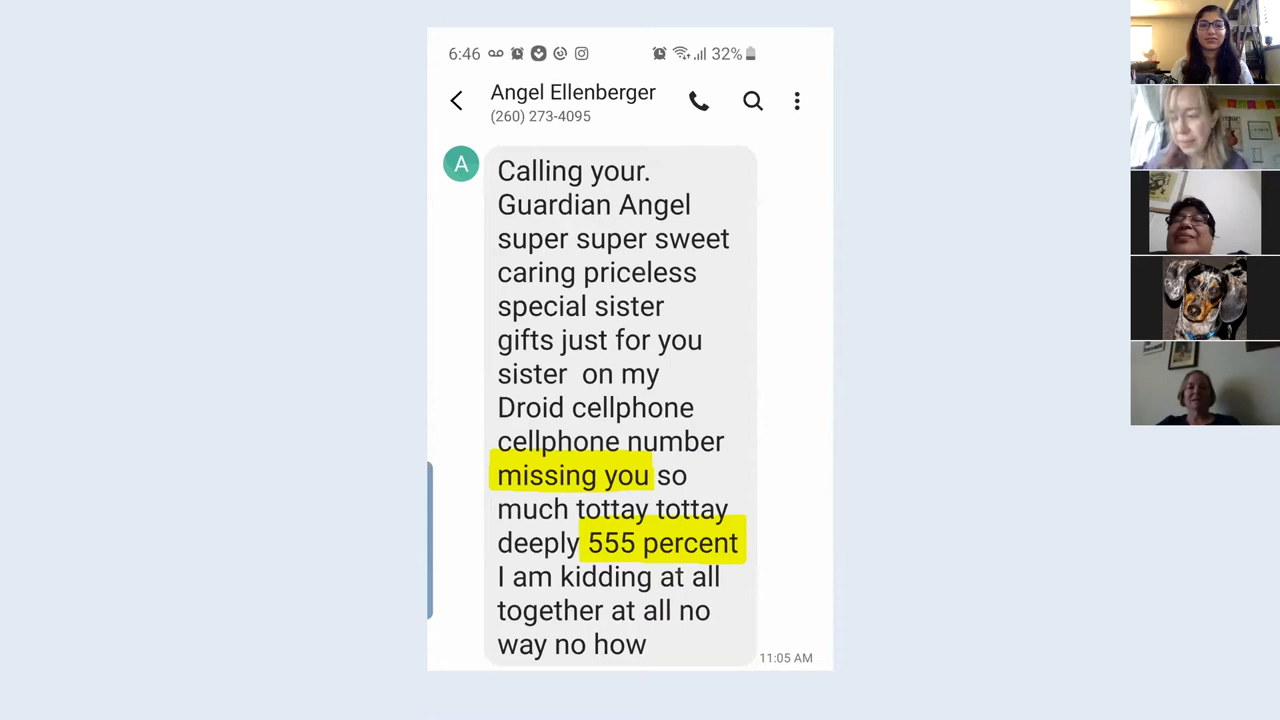 6:46
32%
Angel Ellenberger
(260) 273-4095
A
Calling your.
Guardian Angel
super super sweet
caring priceless
special sister
gifts just for you
sister on my
Droid cellphone
cellphone number
missing you so
much tottay tottay
deeply 555 percent
I am kidding at all
together at all no
way no how
11:05 AM